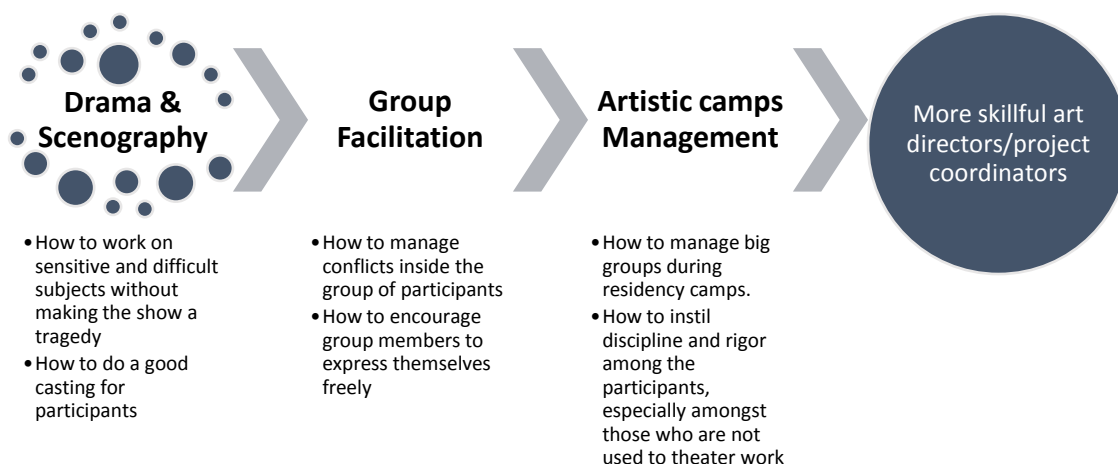 Drama &
Scenography
•How to work on
sensitive and difficult
subjects without
making the show a
tragedy
•How to do a good
casting for
participants
Group
Facilitation
•How to manage
conflicts inside the
group of participants
•How to encourage
group members to
express themselves
freely
Artistic camps
Management
•How to manage big
groups during
residency camps.
•How to instil
discipline and rigor
among the
participants,
especially amongst
those who are not
used to theater work
More skillful art
directors/project
coordinators